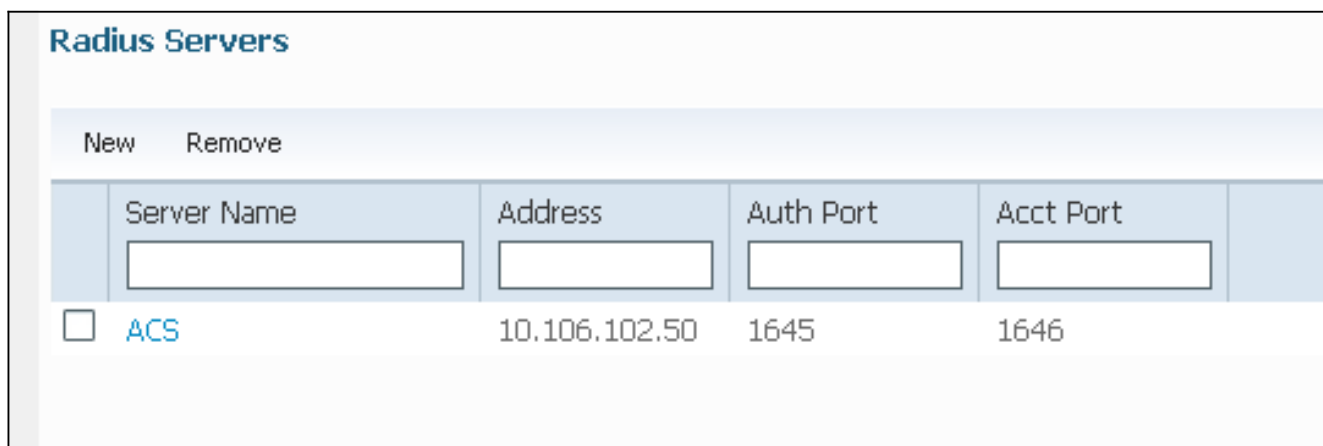 Radius Servers
New Remove
Server Name Address Auth Port Acct Port
ACS 10.106.102.50 1645 1646